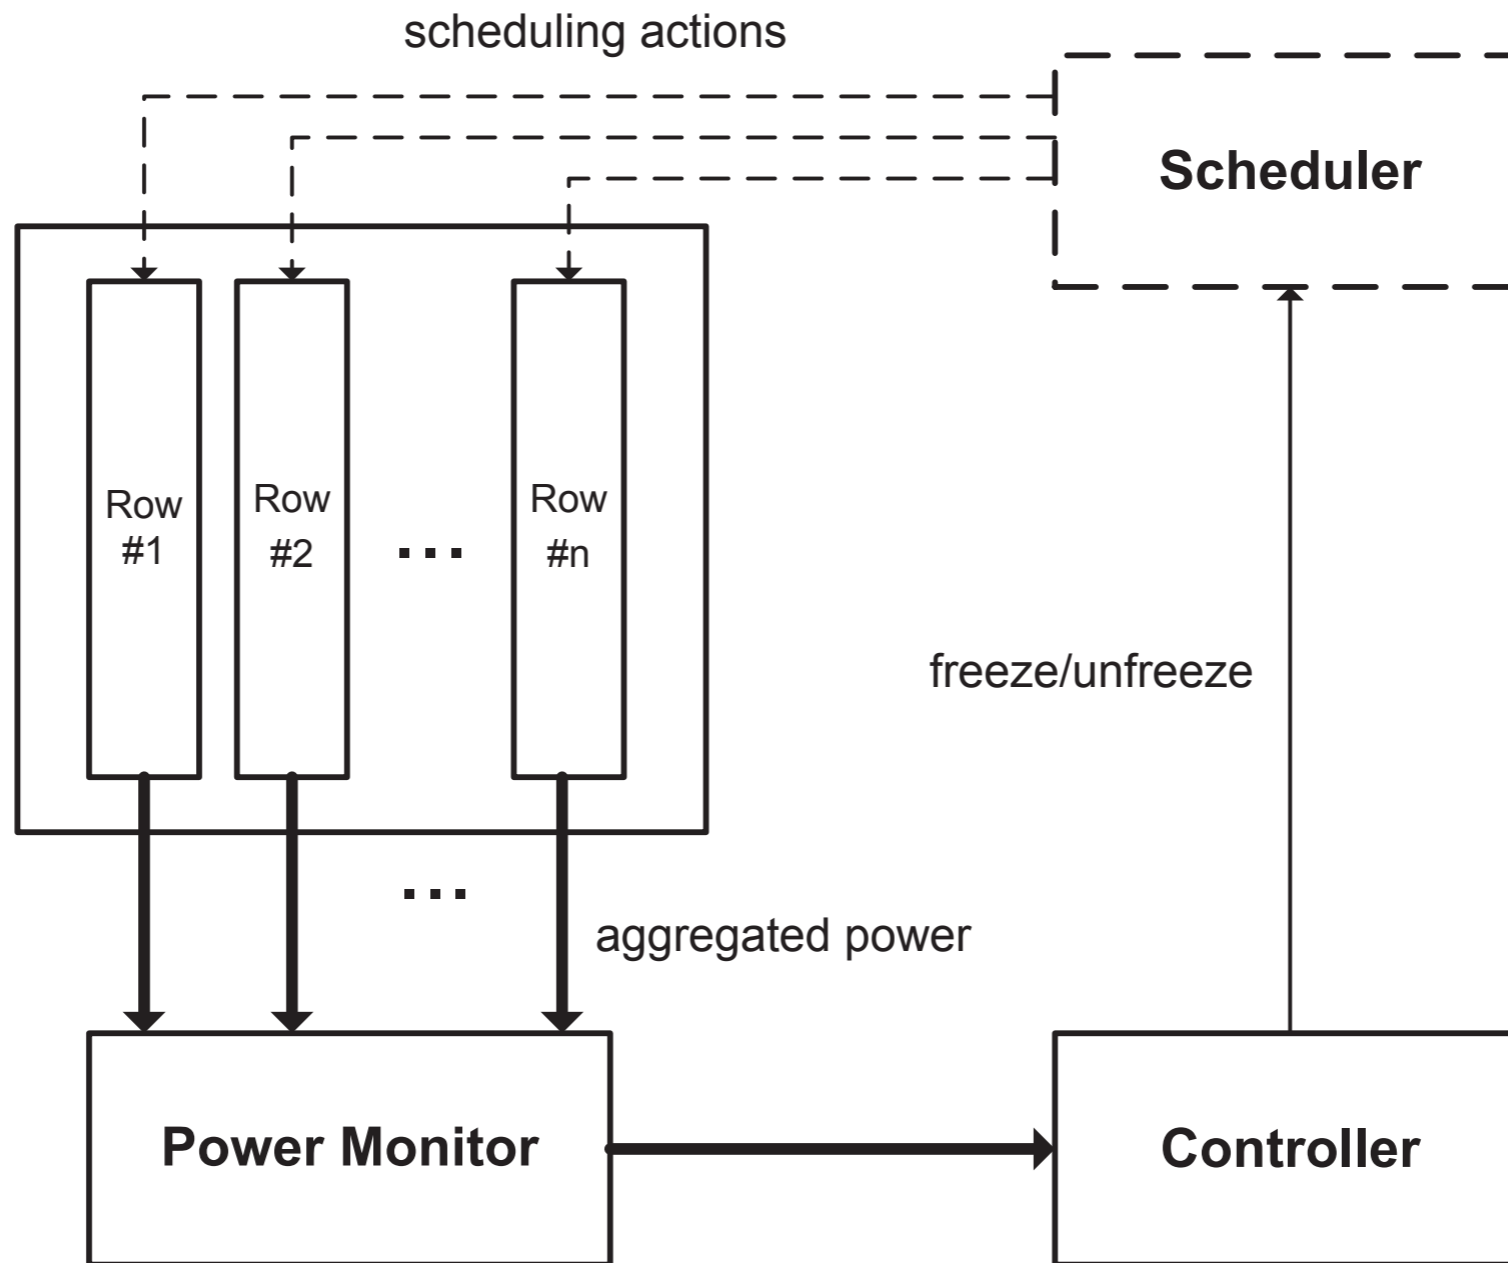 scheduling actions
Scheduler
Row
#1
Row
#2
...
Row
#n
freeze/unfreeze
...
aggregated power
Power Monitor
Controller